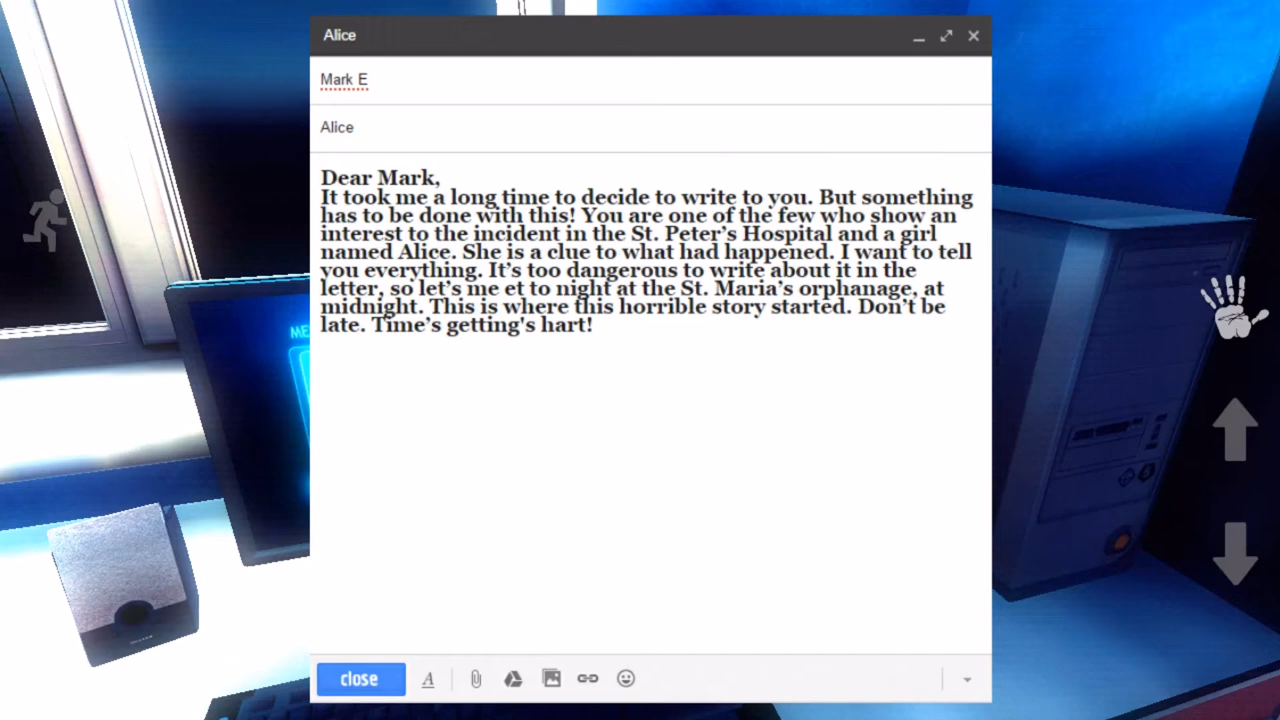 Alice
Mark E
Alice
Dear Mark,
It took me a long time to decide to write to you. But something
has to be done with this! You are one of the few who show an
interest to the incident in the St. Peter’s Hospital and a girl
named Alice. She is a clue to what had happened. I want to tell
you everything. It’s too dangerous to write about it in the
letter, so let’s me et to night at the St. Maria’s orphanage, at
midnight. This is where this horrible story started. Don’t be
late. Time’s getting's hart!
close
A